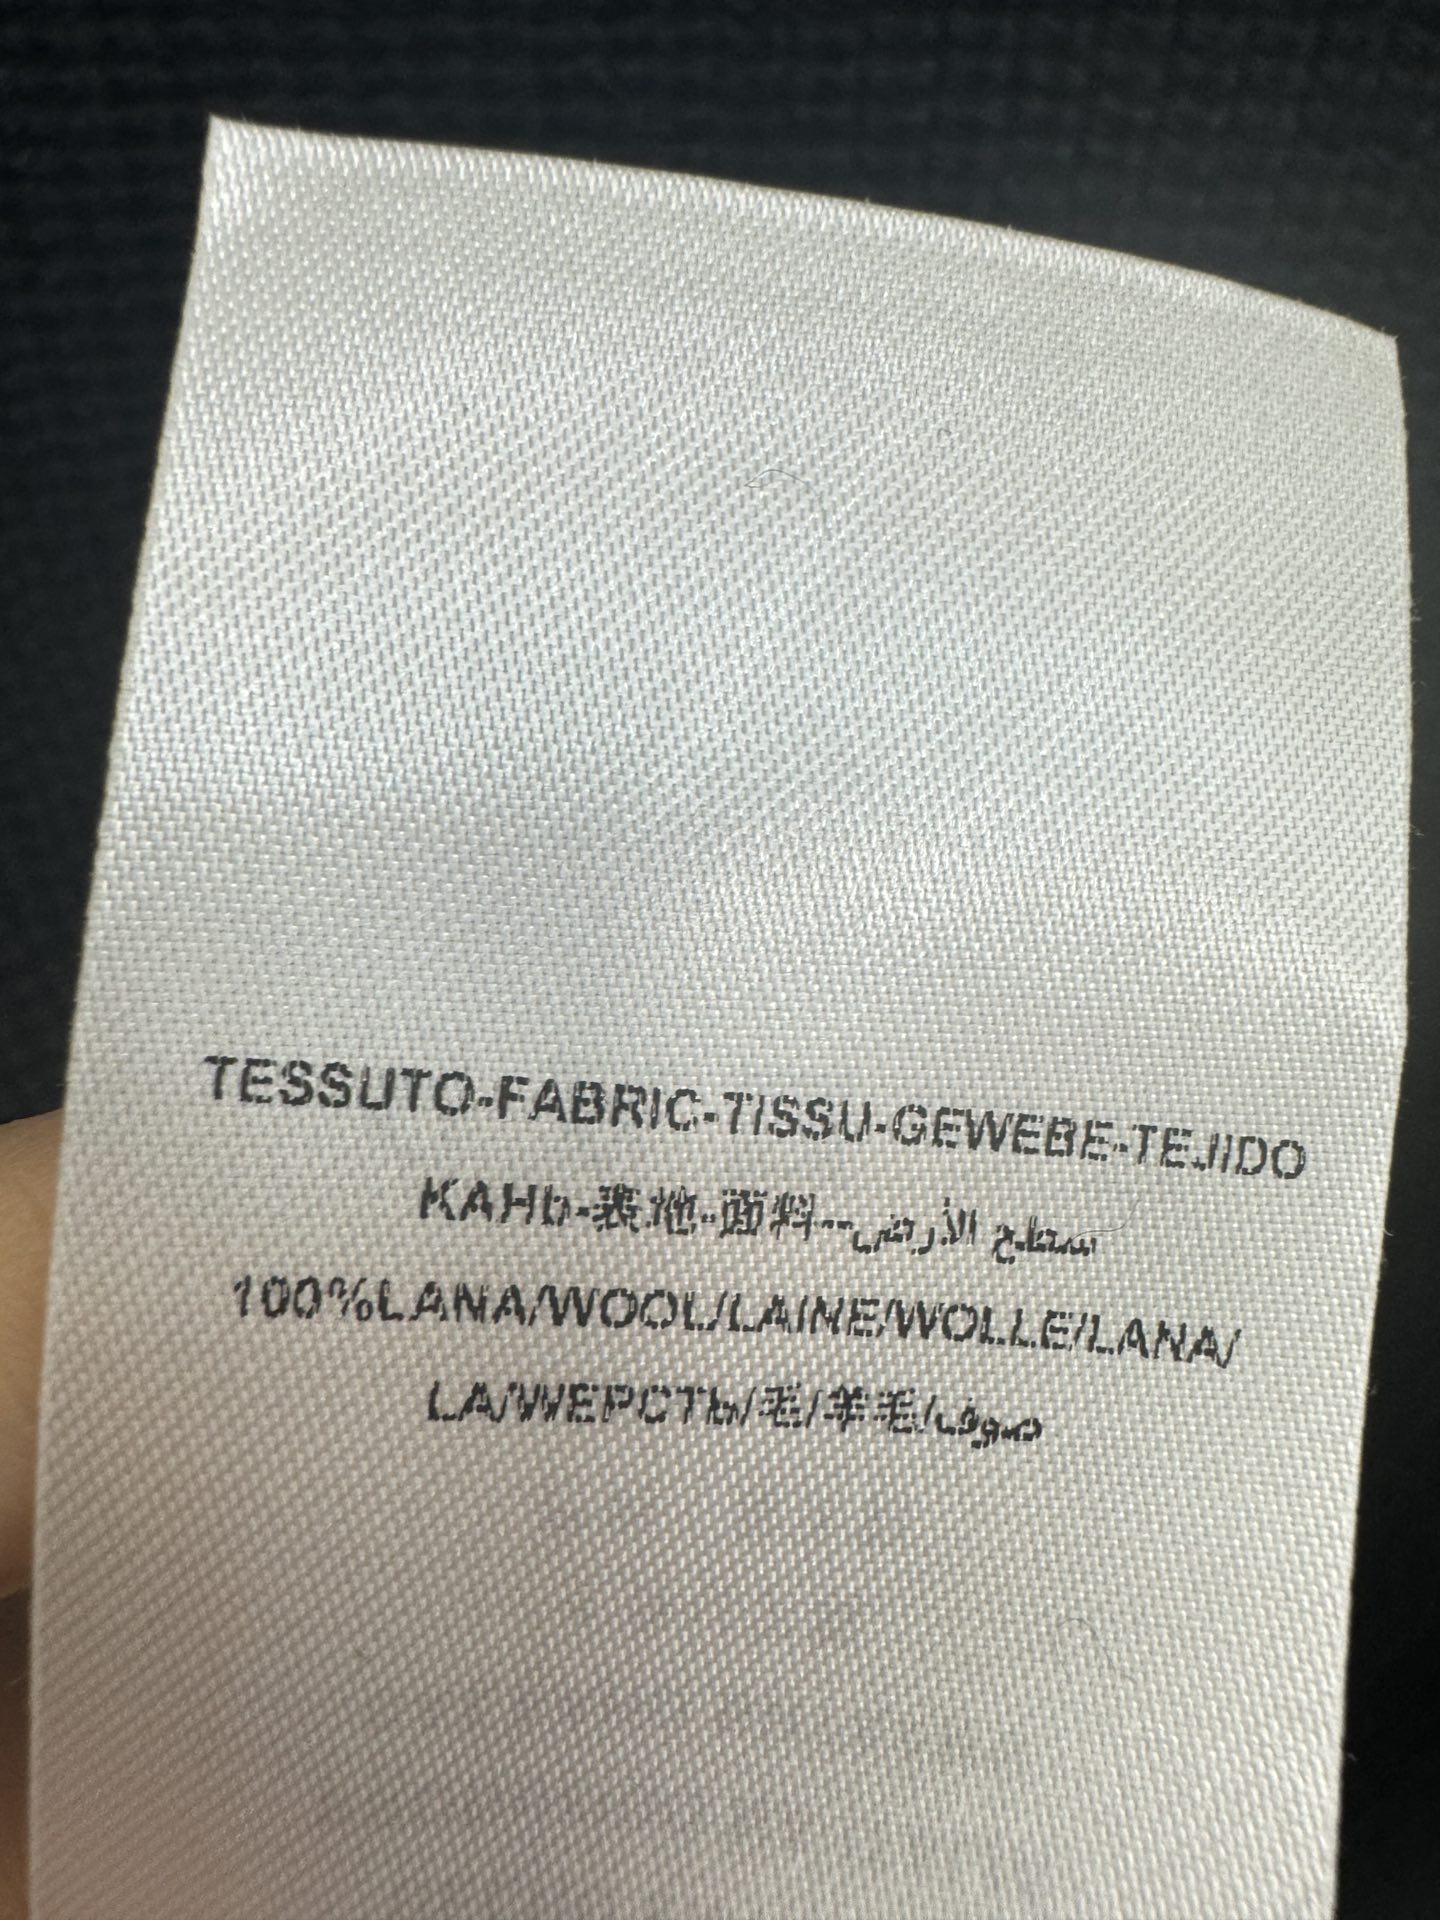 TESSUTO-FABRIC-TISSU-GEWEBE-TEJIDO
KAHb-表地-面料--سطح الأرض
100%LANA/WOOL/LAINE/WOLLE/LANA/
LA/WEPCTb/毛/羊毛/صوف